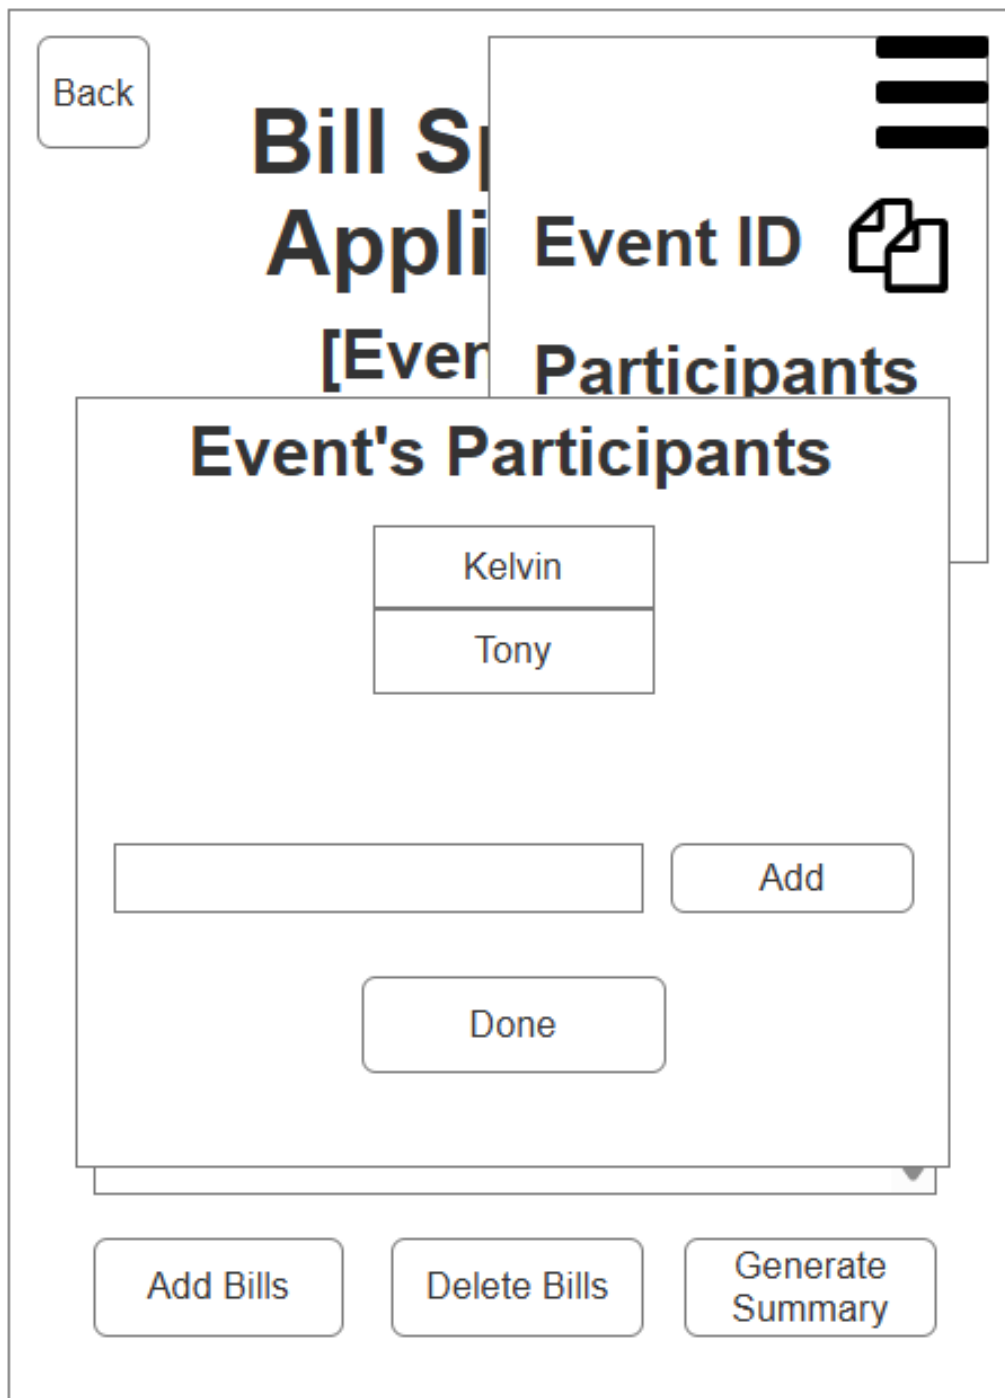 Back
Bill Sp
Appli
[Even
Event ID
Participants
Event's Participants
Kelvin
Tony
Add
Done
Add Bills
Delete Bills
Generate
Summary